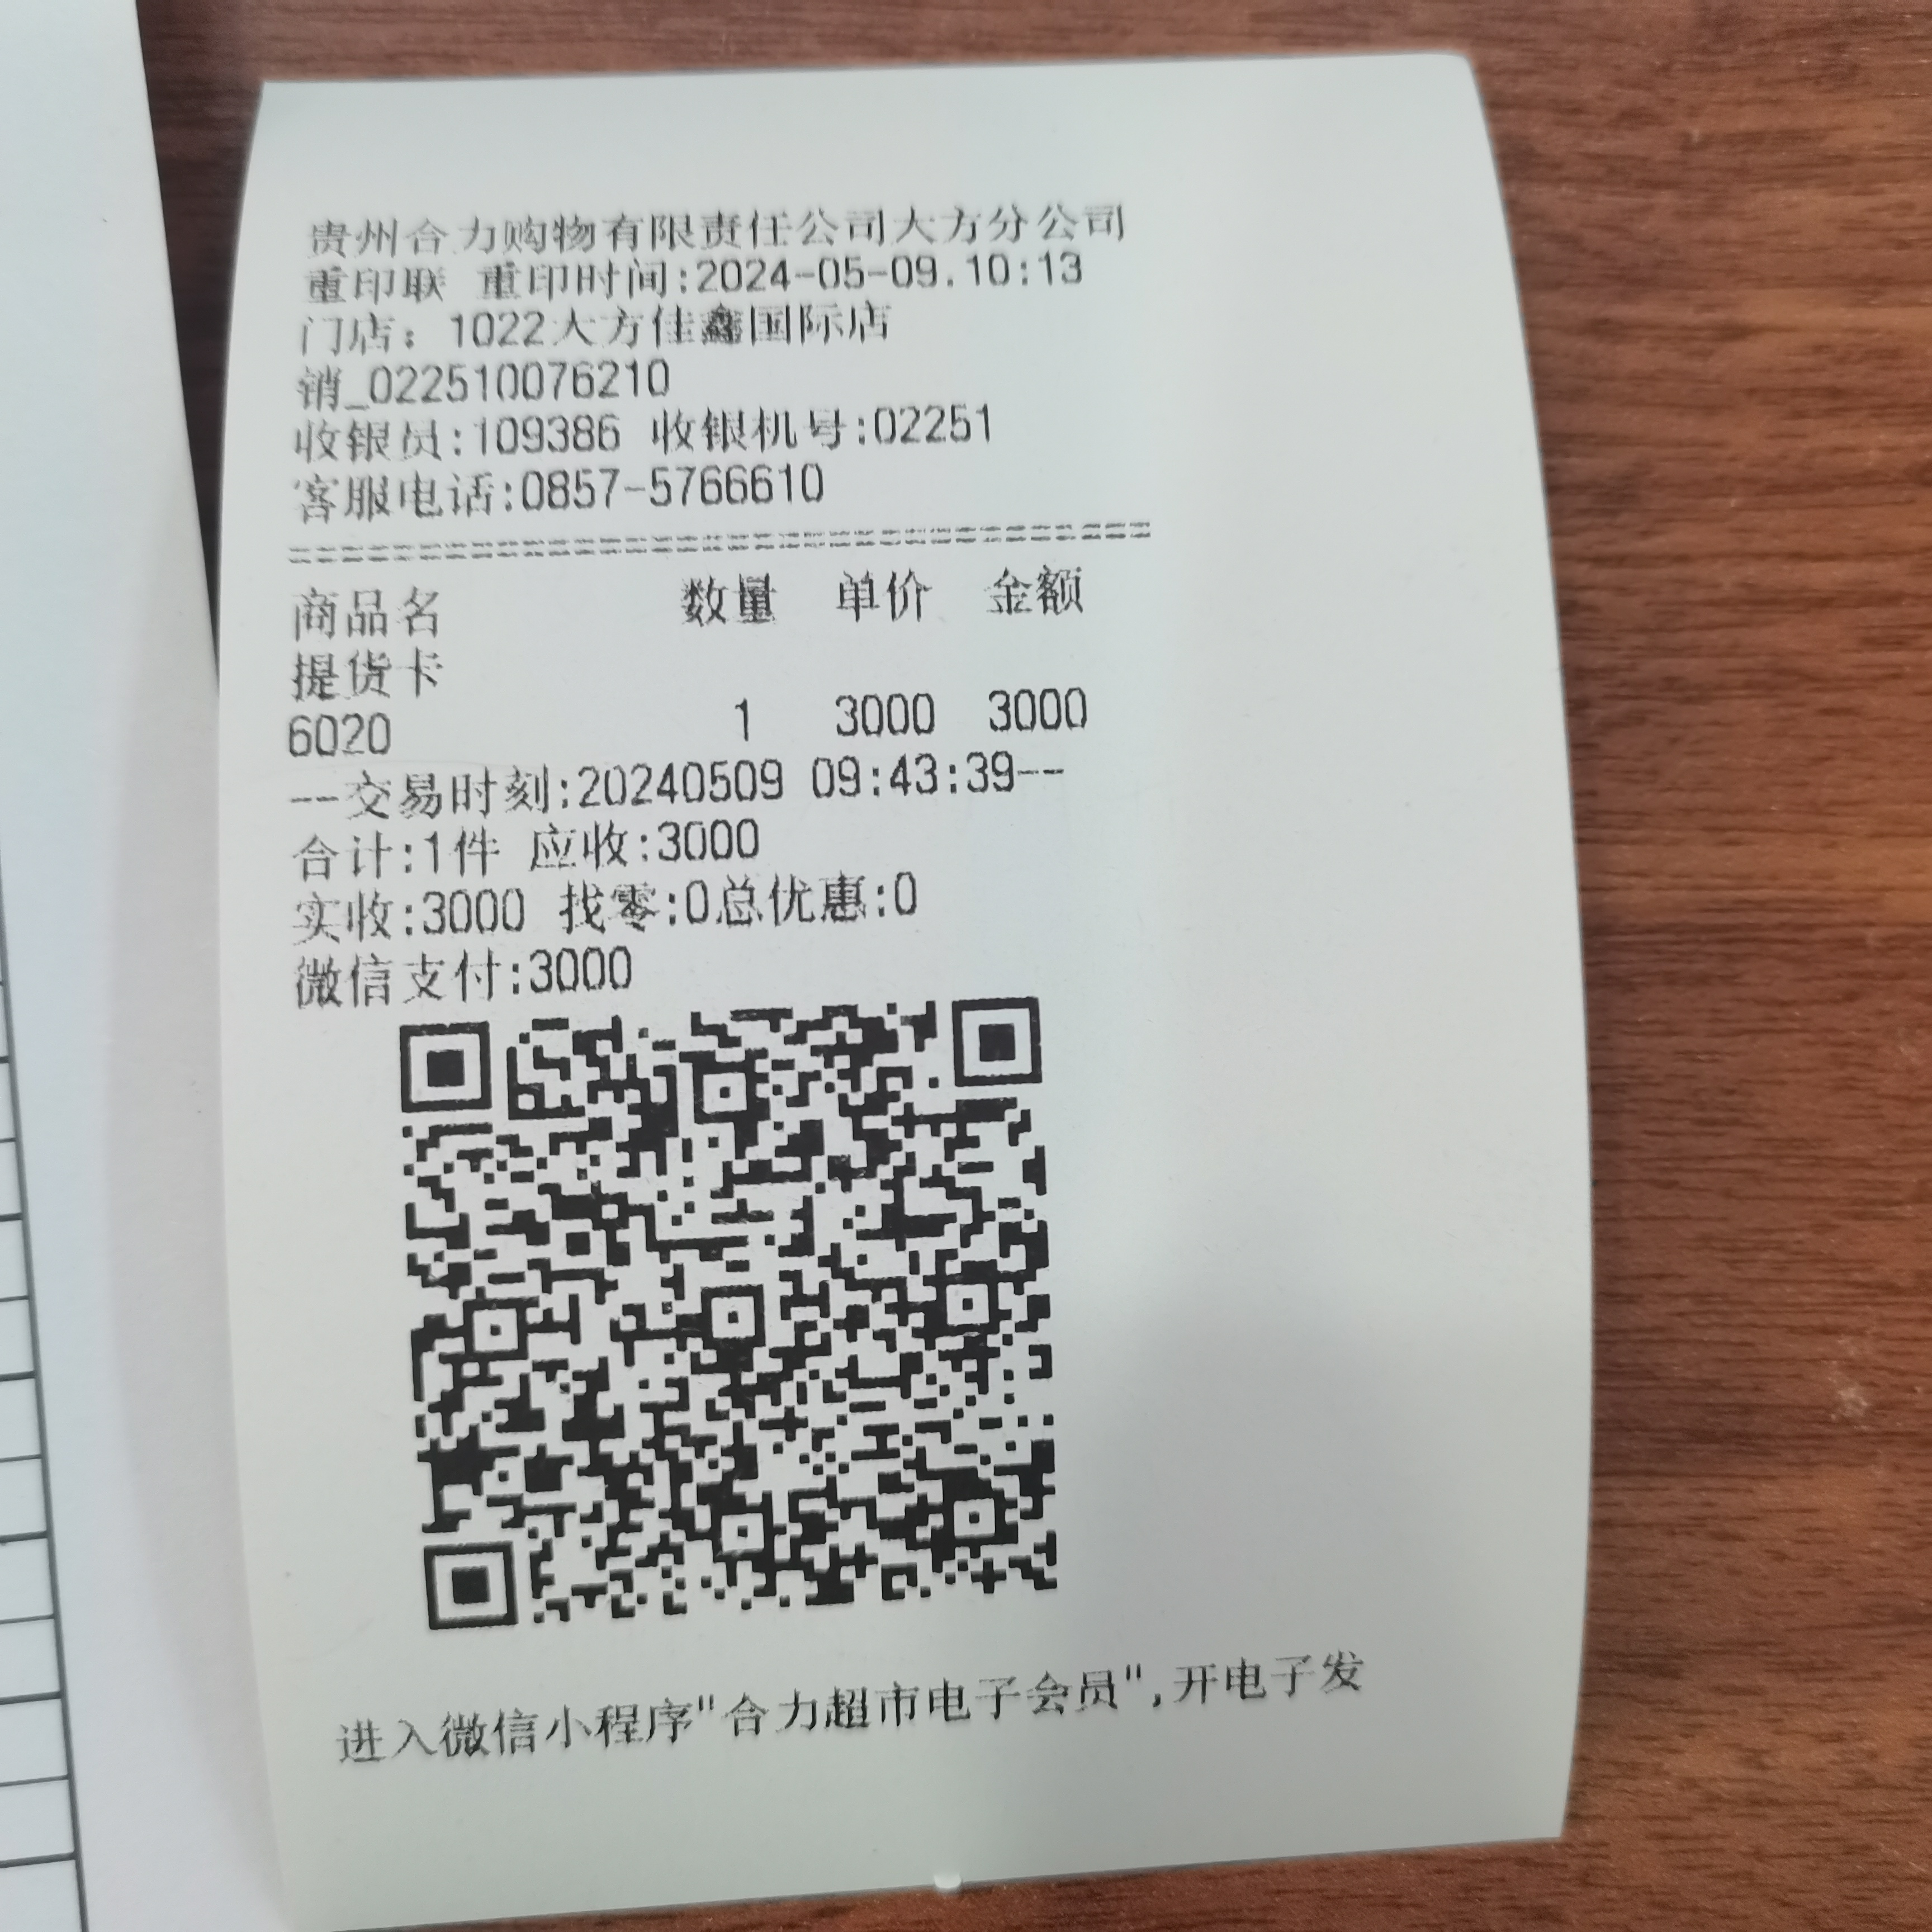 贵州合力购物有限责任公司大方分公司
重印联 重印时间:2024-05-09.10:13
门店：1022大方佳鑫国际店
销_022510076210
收银员:109386 收银机号:02251
客服电话:0857-5766610
==================================
商品名 数量 单价 金额
提货卡
6020 1 3000 3000
--交易时刻:20240509 09:43:39--
合计:1件 应收:3000
实收:3000 找零:0总优惠:0
微信支付:3000
进入微信小程序"合力超市电子会员",开电子发